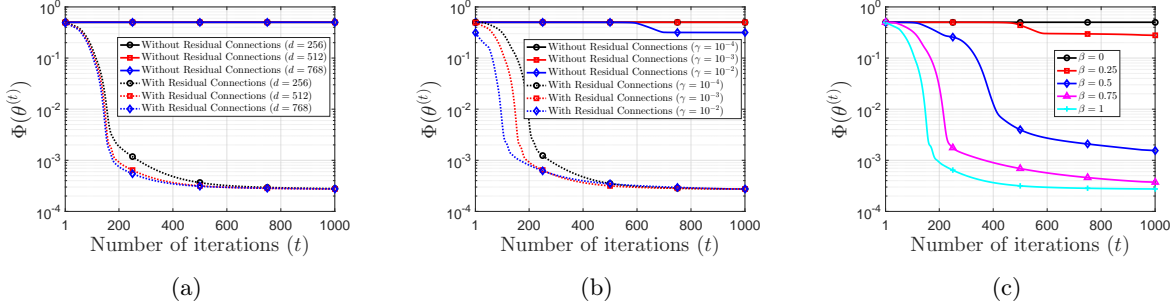 10^0
10^{-1}
10^{-2}
10^{-3}
10^{-4}
Φ(θ^{(t)})
Without Residual Connections (d = 256)
Without Residual Connections (d = 512)
Without Residual Connections (d = 768)
With Residual Connections (d = 256)
With Residual Connections (d = 512)
With Residual Connections (d = 768)
1 200 400 600 800 1000
Number of iterations (t)
(a)
10^0
10^{-1}
10^{-2}
10^{-3}
10^{-4}
Φ(θ^{(t)})
Without Residual Connections (γ = 10^{-4})
Without Residual Connections (γ = 10^{-3})
Without Residual Connections (γ = 10^{-2})
With Residual Connections (γ = 10^{-4})
With Residual Connections (γ = 10^{-3})
With Residual Connections (γ = 10^{-2})
1 200 400 600 800 1000
Number of iterations (t)
(b)
10^0
10^{-1}
10^{-2}
10^{-3}
10^{-4}
Φ(θ^{(t)})
β = 0
β = 0.25
β = 0.5
β = 0.75
β = 1
1 200 400 600 800 1000
Number of iterations (t)
(c)